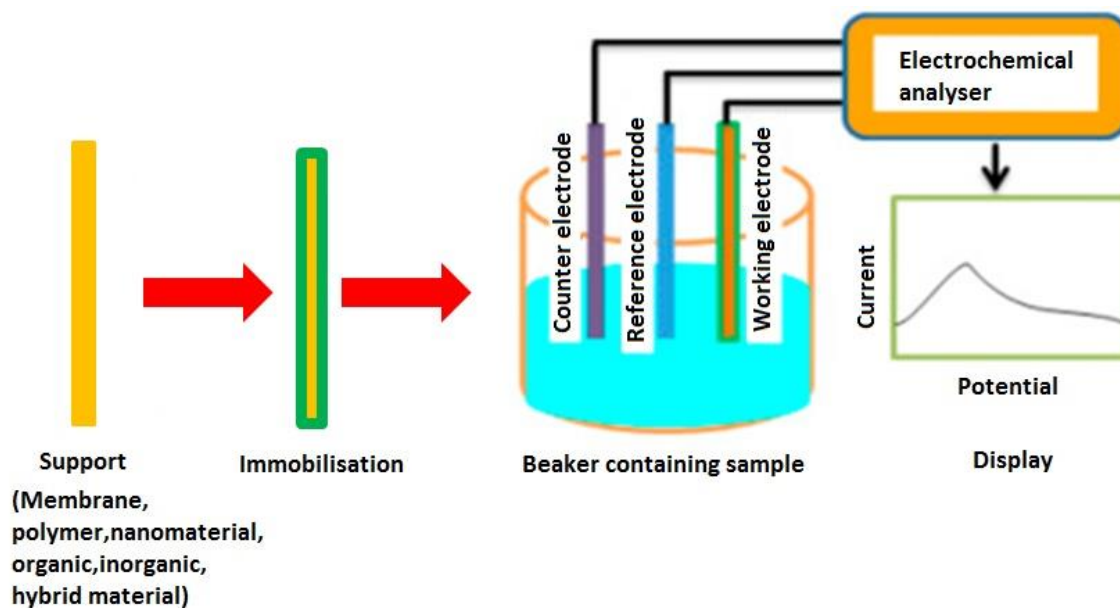 Electrochemical
analyser
Counter electrode
Reference electrode
Working electrode
Current
Potential
Support
Immobilisation
Beaker containing sample
Display
(Membrane,
polymer,nanomaterial,
organic,inorganic,
hybrid material)